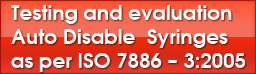 Testing and evaluation
Auto Disable  Syringes
as per ISO 7886 – 3:2005